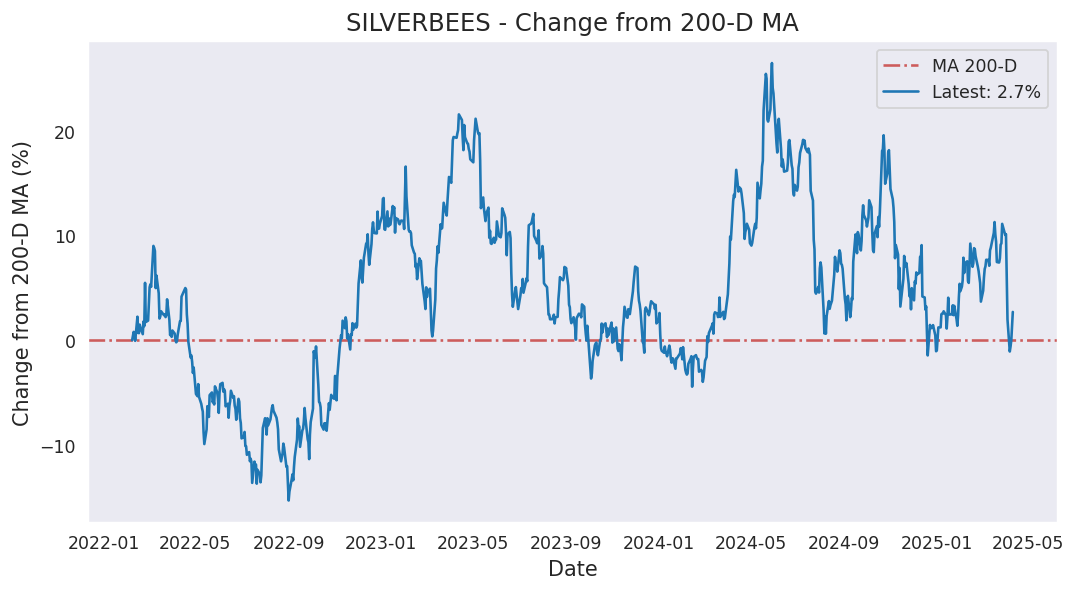 SILVERBEES - Change from 200-D MA
MA 200-D
Latest: 2.7%
Change from 200-D MA (%)
20
10
0
−10
2022-01 2022-05 2022-09 2023-01 2023-05 2023-09 2024-01 2024-05 2024-09 2025-01 2025-05
Date